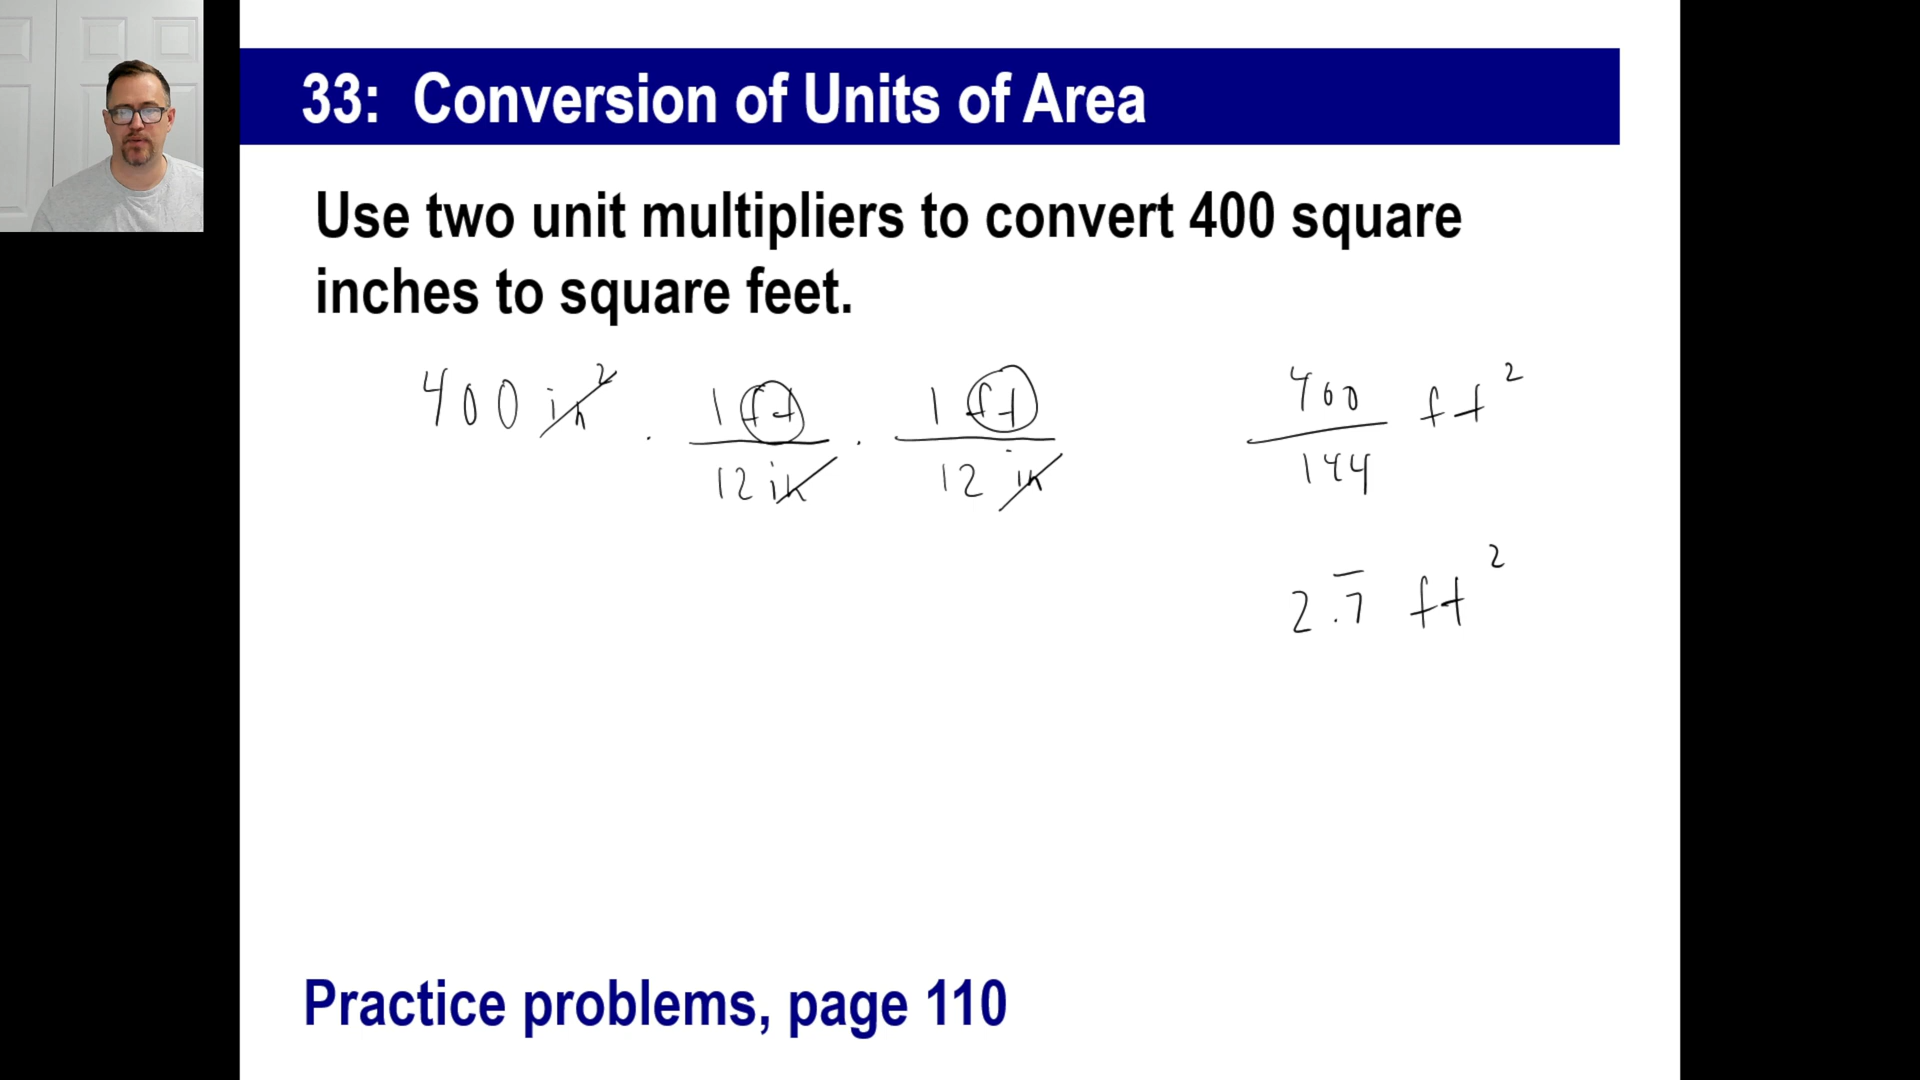 33: Conversion of Units of Area
Use two unit multipliers to convert 400 square
inches to square feet.
400 in² · 1 ft / 12 in · 1 ft / 12 in    400 / 144 ft²
2.7̅ ft²
Practice problems, page 110